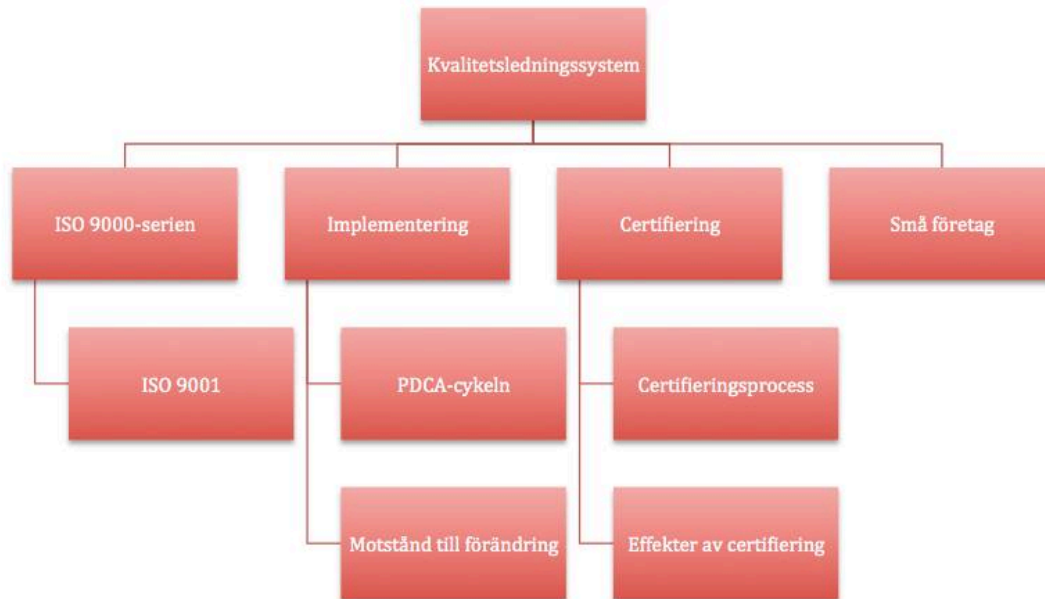 Kvalitetsledningssystem
ISO 9000-serien
Implementering
Certifiering
Små företag
ISO 9001
PDCA-cykeln
Certifieringsprocess
Motstånd till förändring
Effekter av certifiering